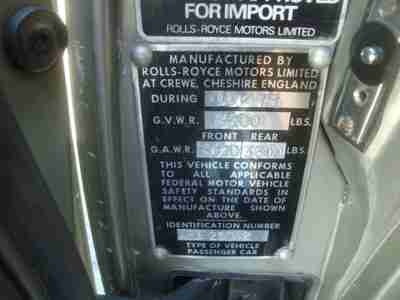 FOR IMPORT
ROLLS-ROYCE MOTORS LIMITED
MANUFACTURED BY
ROLLS-ROYCE MOTORS LIMITED
AT CREWE, CHESHIRE ENGLAND
DURING
G.V.W.R. LBS.
FRONT REAR
G.A.W.R. LBS.
THIS VEHICLE CONFORMS
TO ALL APPLICABLE
FEDERAL MOTOR VEHICLE
SAFETY STANDARDS IN
EFFECT ON THE DATE OF
MANUFACTURE SHOWN
ABOVE.
IDENTIFICATION NUMBER
TYPE OF VEHICLE
PASSENGER CAR